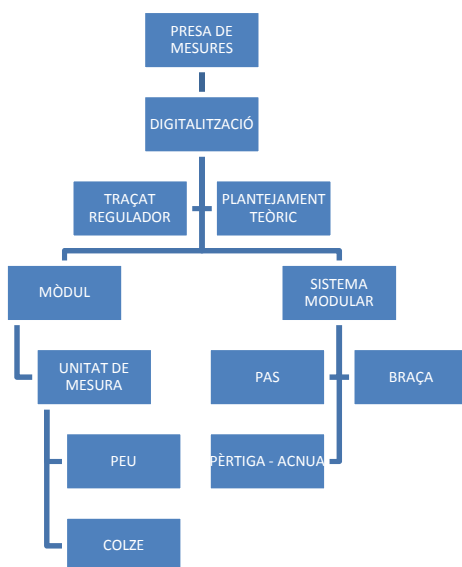 PRESA DE
MESURES
DIGITALITZACIÓ
TRAÇAT
REGULADOR
PLANTEJAMENT
TEÒRIC
MÒDUL
SISTEMA
MODULAR
UNITAT DE
MESURA
PAS
BRAÇA
PEU
PÈRTIGA - ACNUA
COLZE